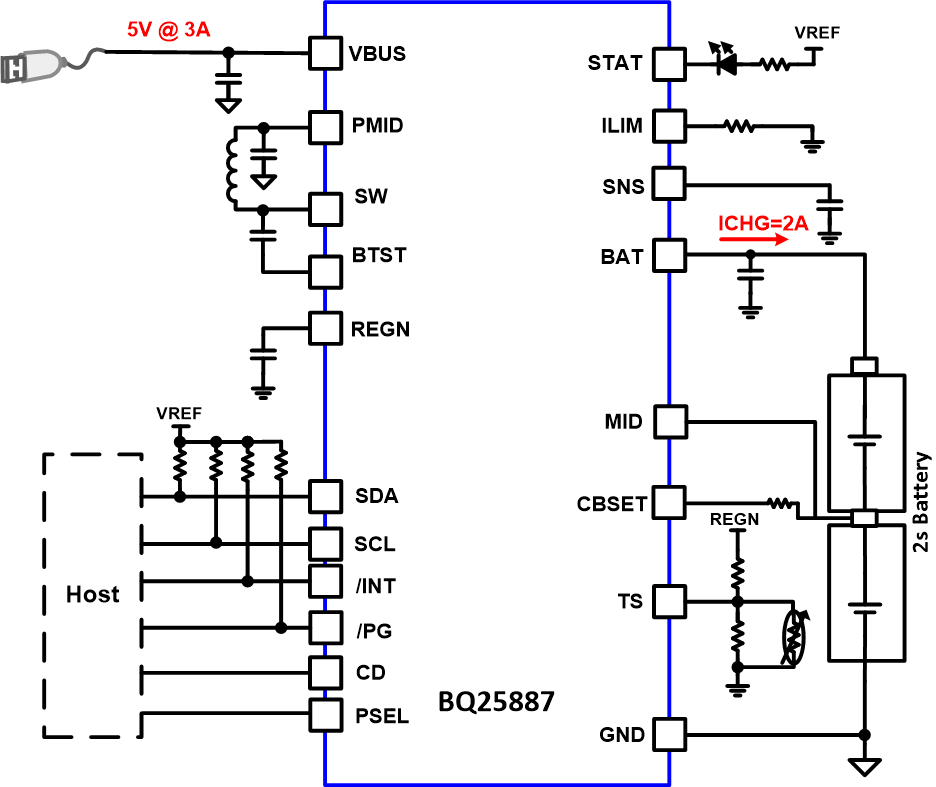 5V @ 3A
VBUS
PMID
SW
BTST
REGN
VREF
SDA
SCL
/INT
/PG
CD
PSEL
Host
BQ25887
STAT
VREF
ILIM
SNS
ICHG=2A
BAT
MID
CBSET
REGN
TS
GND
2s Battery